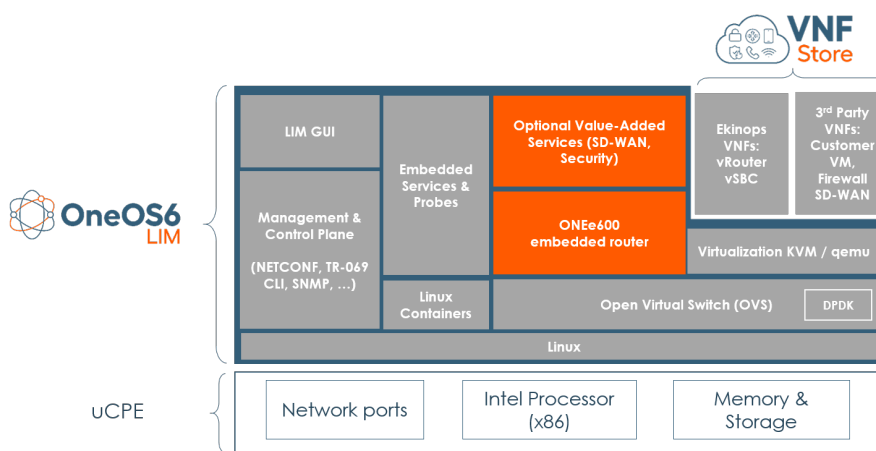 VNF
Store
LIM GUI
Management &
Control Plane
(NETCONF, TR-069
CLI, SNMP, ...)
Embedded
Services &
Probes
Linux
Containers
Optional Value-Added
Services (SD-WAN,
Security)
ONEe600
embedded router
Ekinops
VNFs:
vRouter
vSBC
3rd Party
VNFs:
Customer
VM,
Firewall
SD-WAN
Virtualization KVM / qemu
Open Virtual Switch (OVS)
DPDK
Linux
OneOS6
LIM
uCPE
Network ports
Intel Processor
(x86)
Memory &
Storage